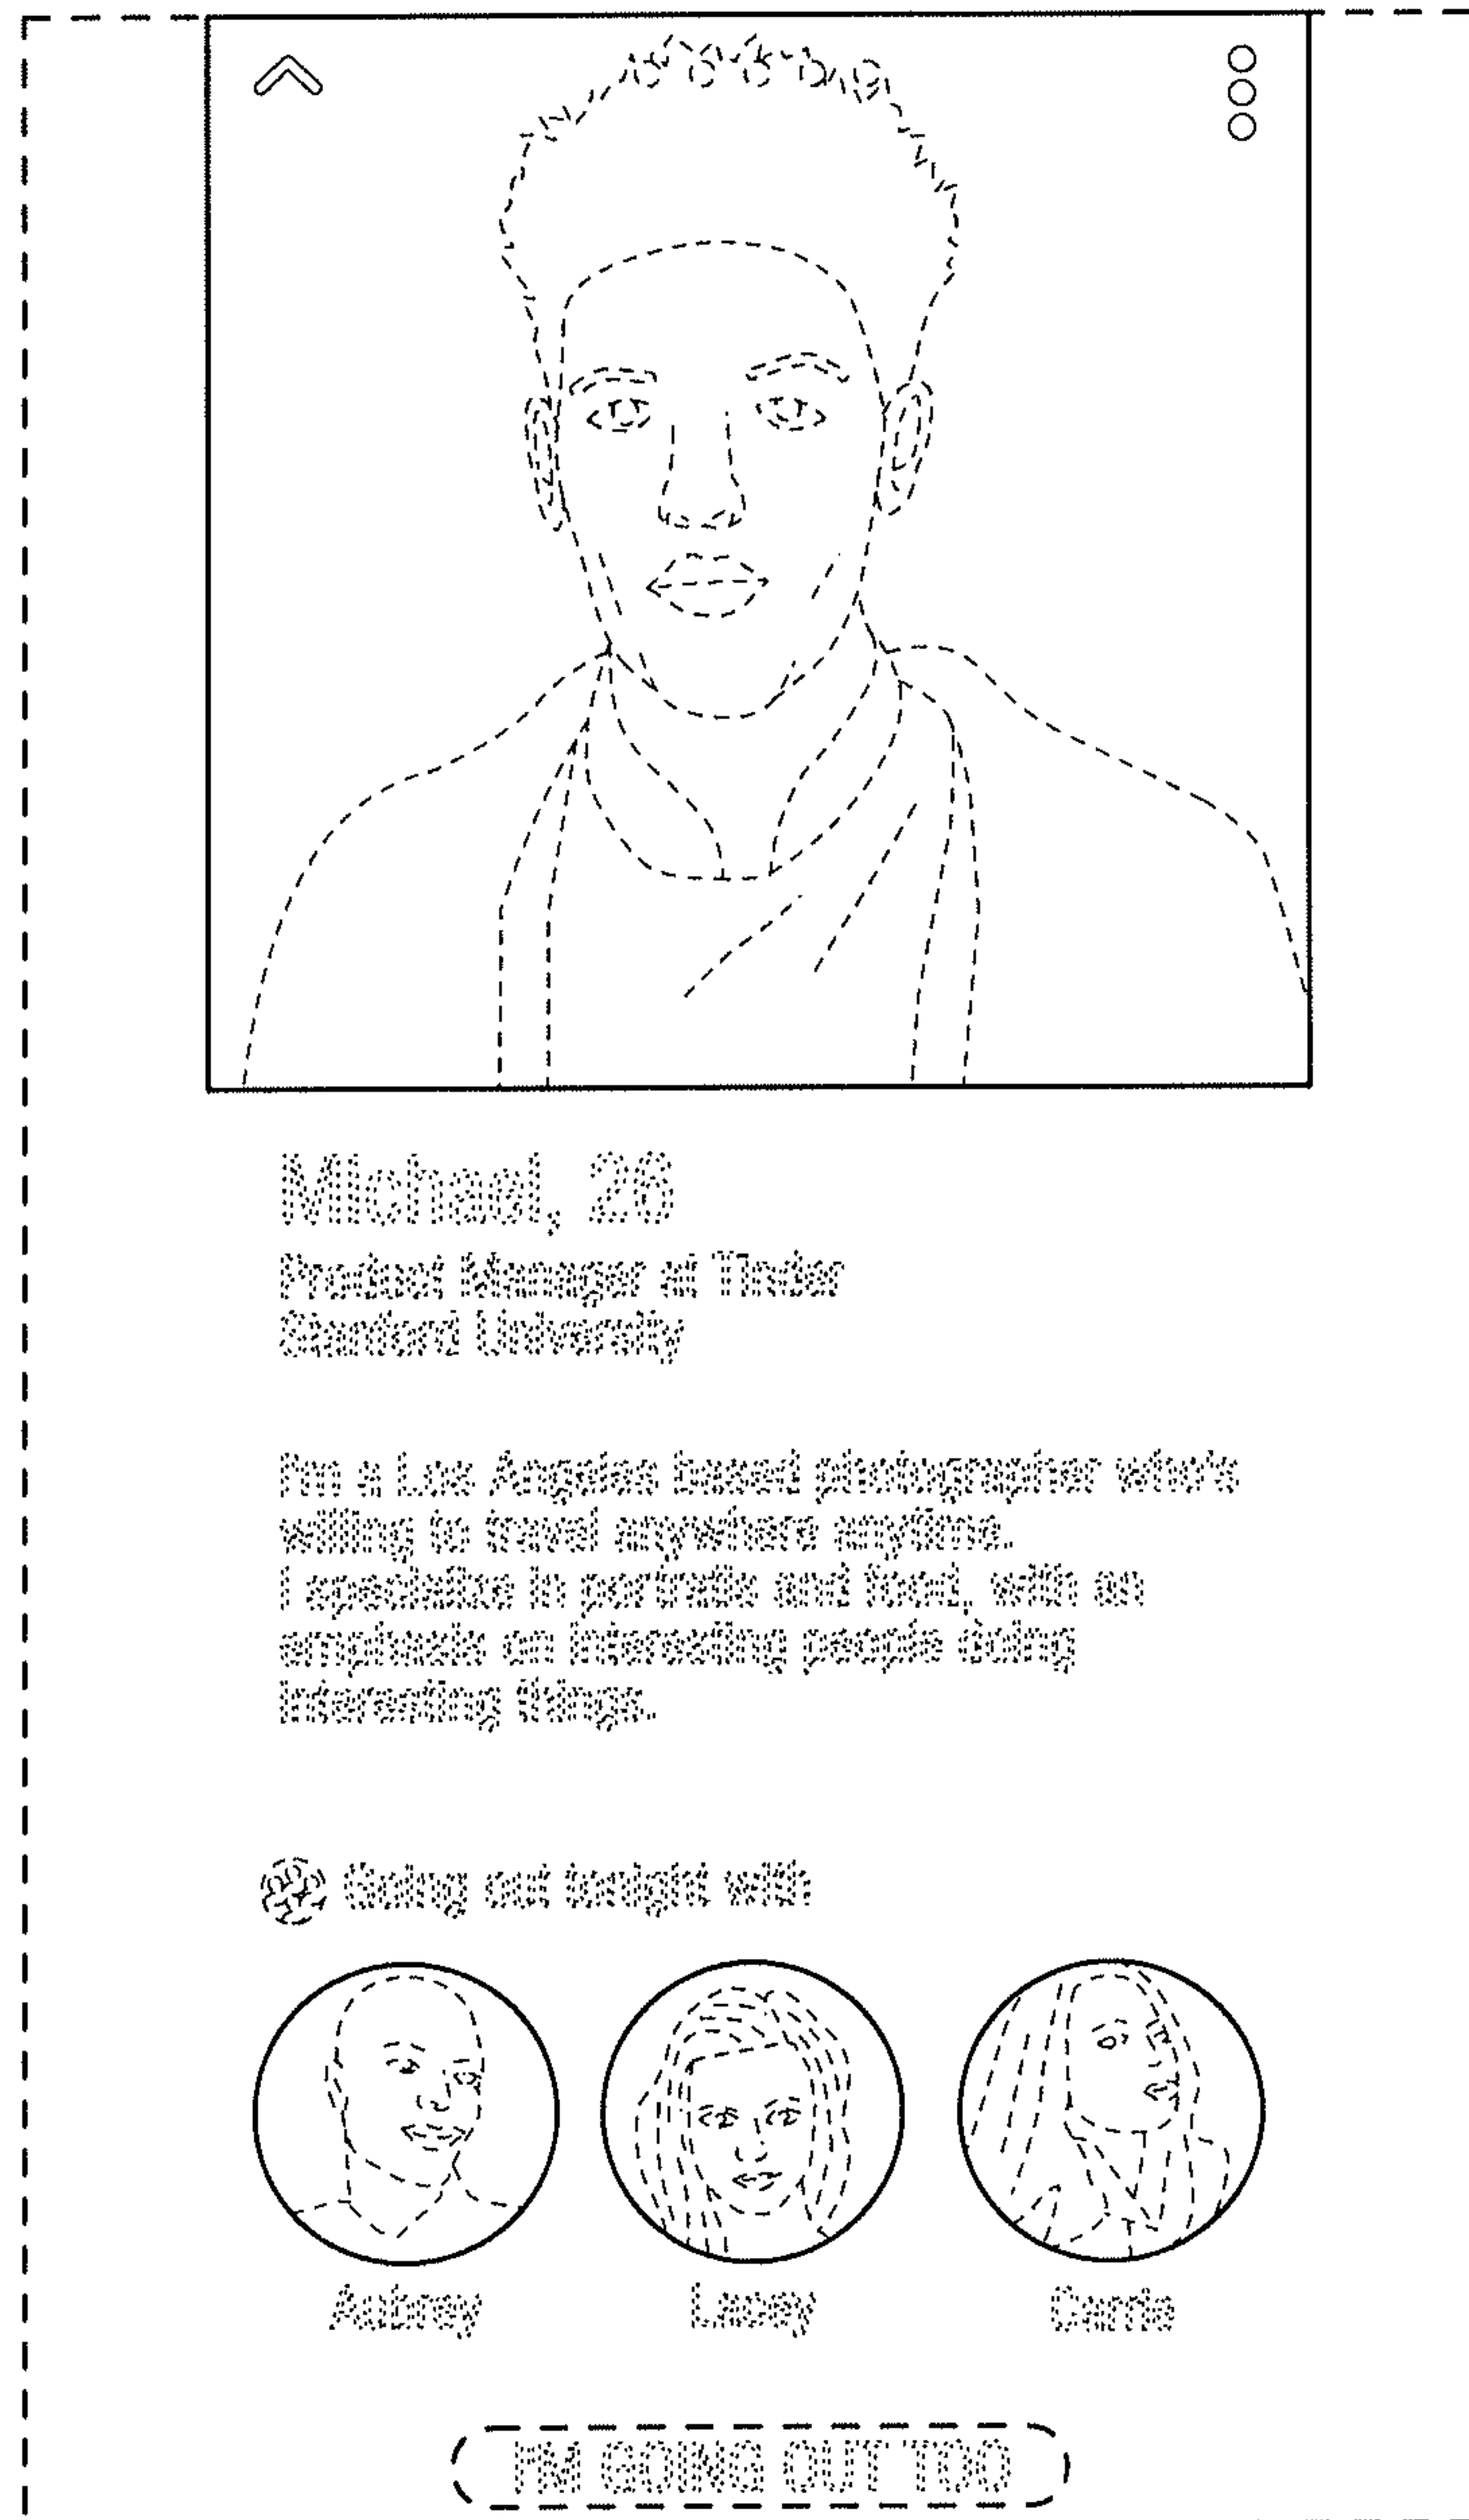 Michael, 26
Product Manager at Tinder
Stanford University
I'm a Los Angeles based photographer who's
willing to travel anywhere anytime.
I specialize in portraits and food, with an
emphasis on interesting people doing
interesting things.
Going out tonight with
Aubrey Lacey Carrie
I'M GOING OUT TOO